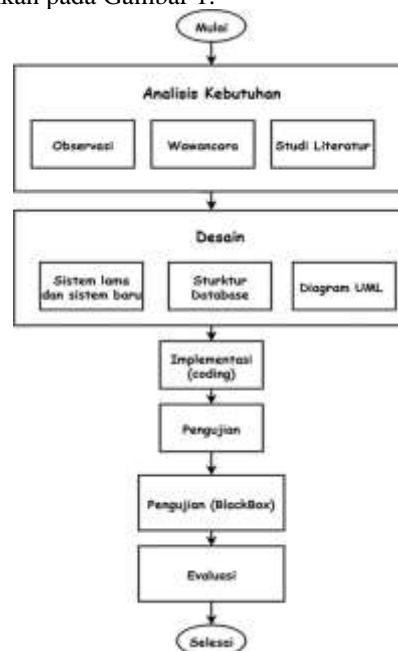 kan pada Gambar 1.
Mulai
Analisis Kebutuhan
Observasi
Wawancara
Studi Literatur
Desain
Sistem lama
dan sistem baru
Sturktur
Database
Diagram UML
Implementasi
(coding)
Pengujian
Pengujian (BlackBox)
Evaluasi
Selesai